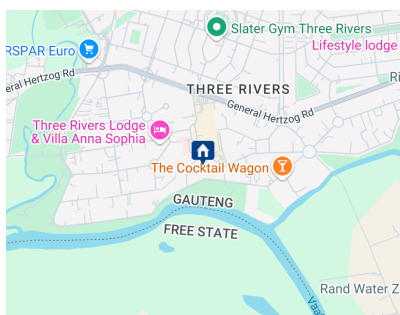 Slater Gym Three Rivers
RSPAR Euro
Lifestyle lodge
General Hertzog Rd
THREE RIVERS
General Hertzog Rd
Three Rivers Lodge
& Villa Anna Sophia
The Cocktail Wagon
GAUTENG
FREE STATE
Rand Water Z
Vaa